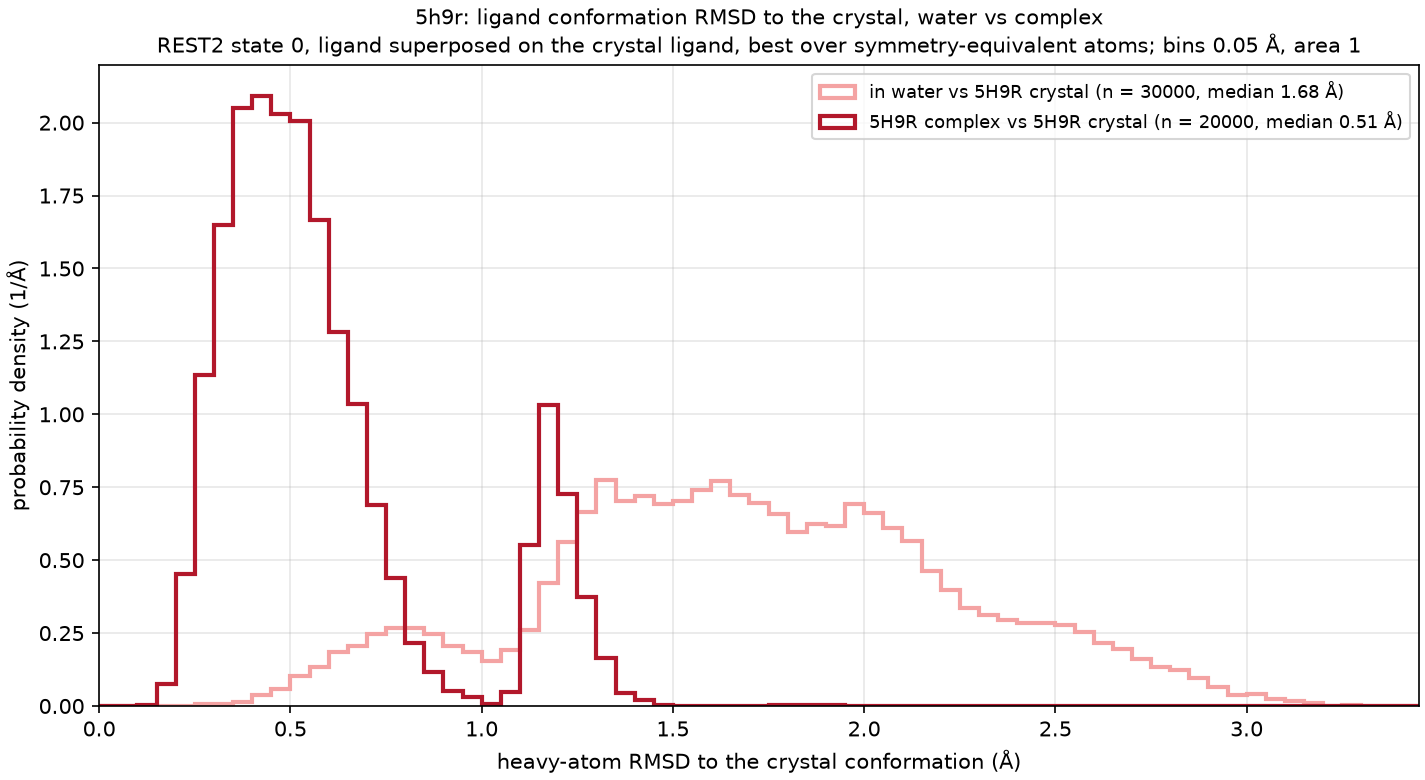 5h9r: ligand conformation RMSD to the crystal, water vs complex
REST2 state 0, ligand superposed on the crystal ligand, best over symmetry-equivalent atoms; bins 0.05 Å, area 1
in water vs 5H9R crystal (n = 30000, median 1.68 Å)
5H9R complex vs 5H9R crystal (n = 20000, median 0.51 Å)
probability density (1/Å)
2.00
1.75
1.50
1.25
1.00
0.75
0.50
0.25
0.00
0.0 0.5 1.0 1.5 2.0 2.5 3.0
heavy-atom RMSD to the crystal conformation (Å)